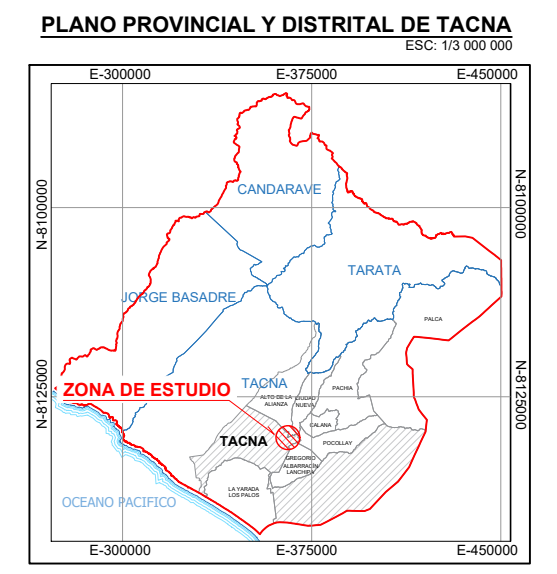 PLANO PROVINCIAL Y DISTRITAL DE TACNA
ESC: 1/3 000 000
E-300000
E-375000
E-450000
N-8100000
N-8100000
CANDARAVE
TARATA
JORGE BASADRE
PALCA
N-8125000
N-8125000
TACNA
ZONA DE ESTUDIO
PACHIA
ALTO DE LA
ALIANZA
CIUDAD
NUEVA
CALANA
TACNA
POCOLLAY
GREGORIO
ALBARRACÍN
LANCHIPA
LA YARADA
LOS PALOS
OCEANO PACIFICO
E-300000
E-375000
E-450000